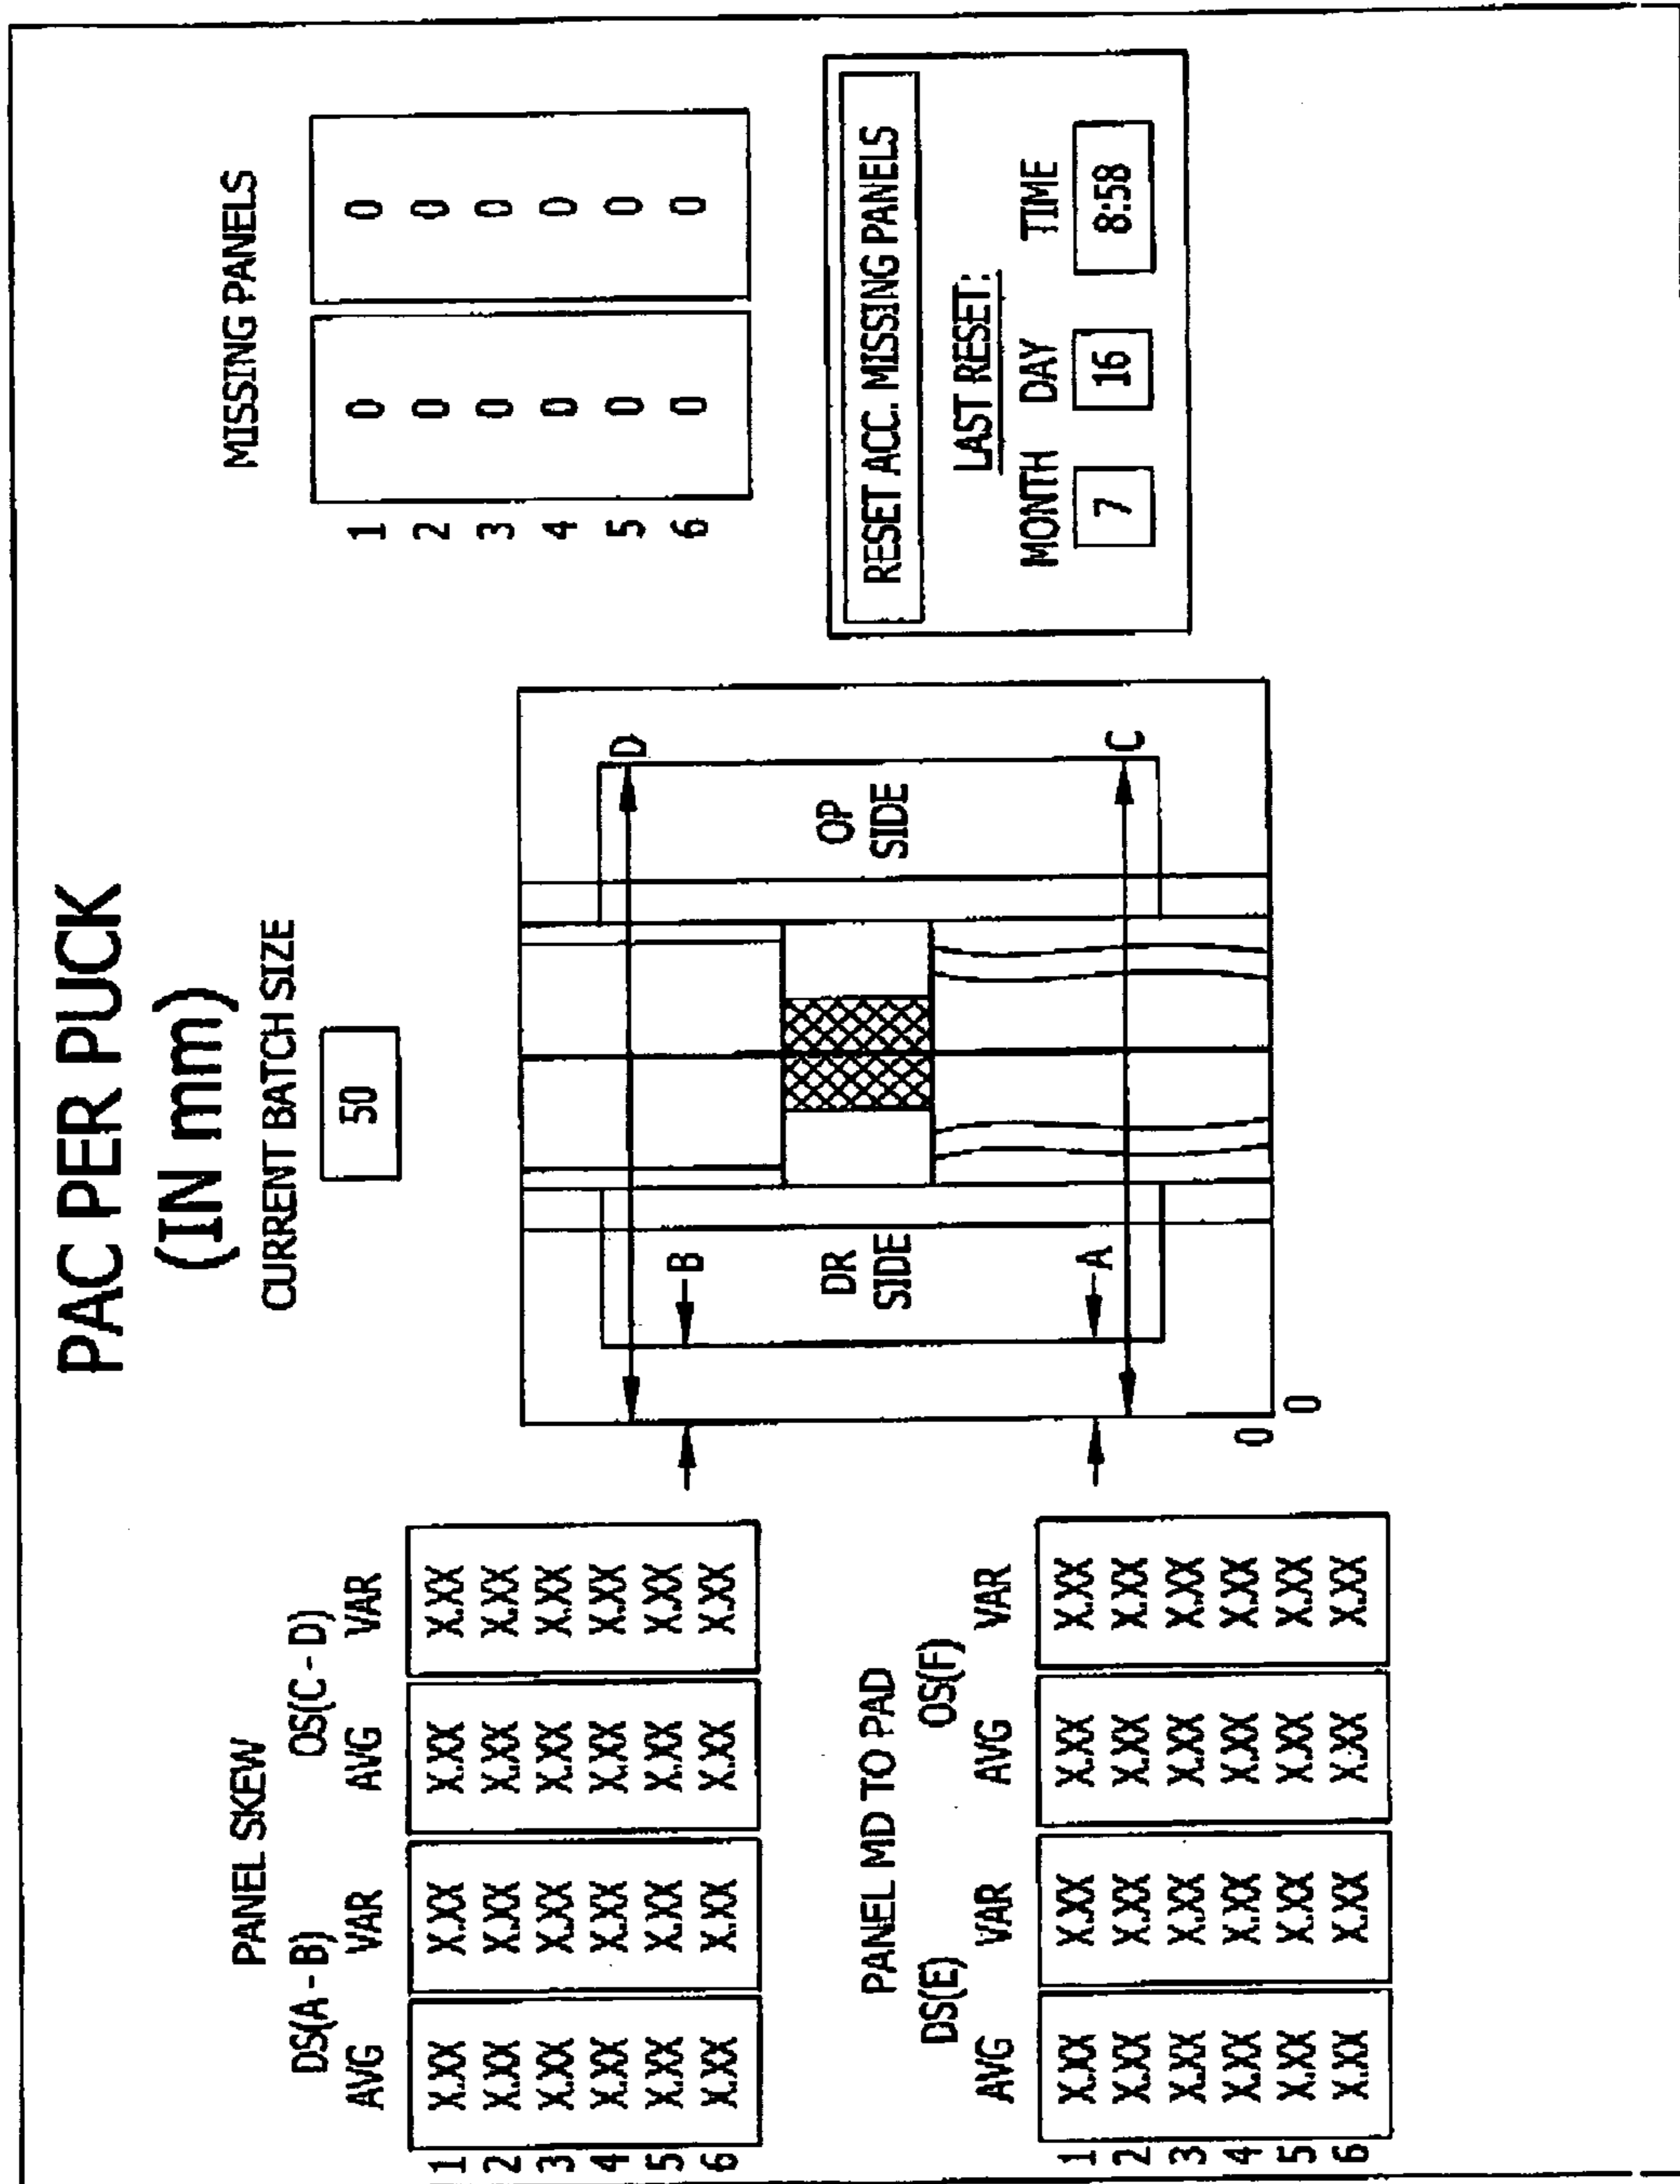 PAC PER PUCK
(IN mm)
CURRENT BATCH SIZE
50
PANEL SKEW
DS(A - B) OS(C - D)
AVG VAR AVG VAR
1 X.XX X.XX X.XX X.XX
2 X.XX X.XX X.XX X.XX
3 X.XX X.XX X.XX X.XX
4 X.XX X.XX X.XX X.XX
5 X.XX X.XX X.XX X.XX
6 X.XX X.XX X.XX X.XX
PANEL MD TO PAD
DS(E) OS(F)
AVG VAR AVG VAR
1 X.XX X.XX X.XX X.XX
2 X.XX X.XX X.XX X.XX
3 X.XX X.XX X.XX X.XX
4 X.XX X.XX X.XX X.XX
5 X.XX X.XX X.XX X.XX
6 X.XX X.XX X.XX X.XX
D
B
DR
SIDE
OP
SIDE
A
C
0
0
MISSING PANELS
1 0 0
2 0 0
3 0 0
4 0 0
5 0 0
6 0 0
RESET ACC. MISSING PANELS
LAST RESET:
MONTH DAY TIME
7 16 8:58